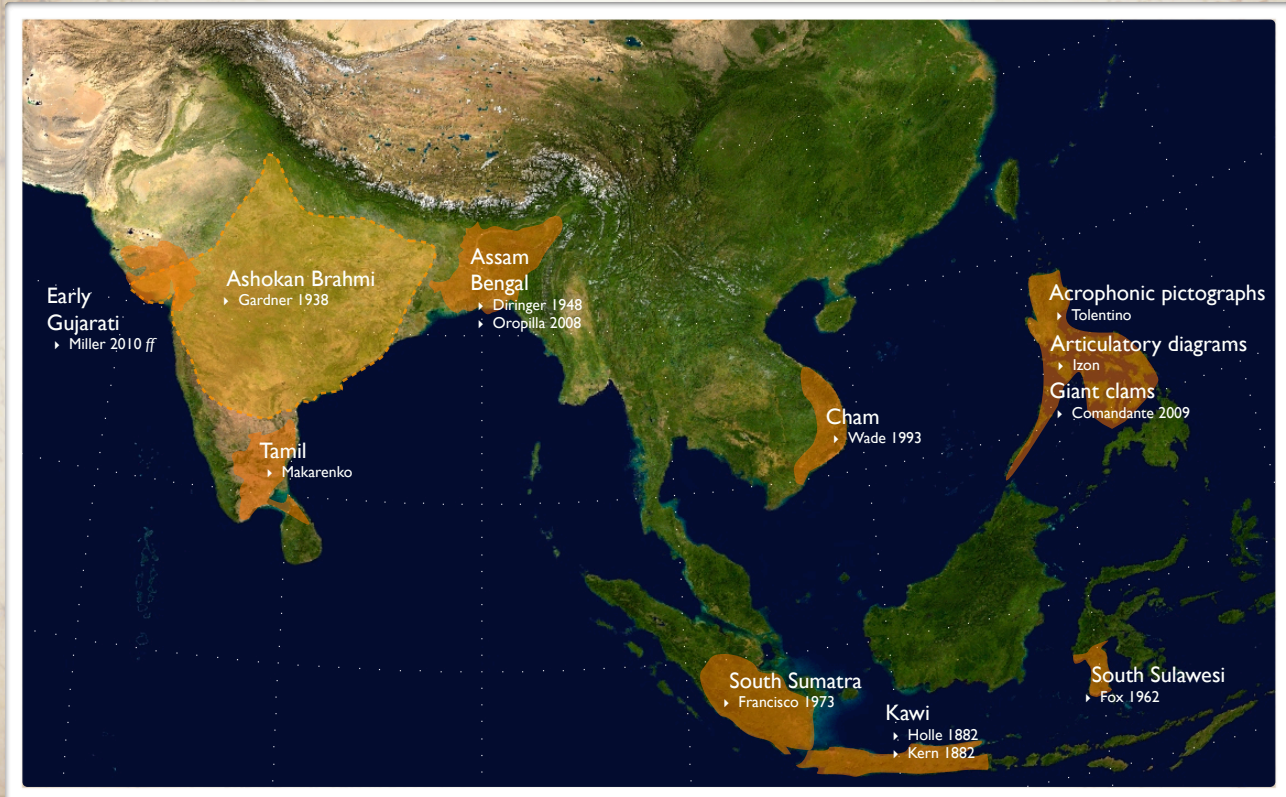 Early
Gujarati
‣ Miller 2010 ff
Ashokan Brahmi
‣ Gardner 1938
Assam
Bengal
‣ Diringer 1948
‣ Oropilla 2008
Tamil
‣ Makarenko
Cham
‣ Wade 1993
Acrophonic pictographs
‣ Tolentino
Articulatory diagrams
‣ Izon
Giant clams
‣ Comandante 2009
South Sumatra
‣ Francisco 1973
Kawi
‣ Holle 1882
‣ Kern 1882
South Sulawesi
‣ Fox 1962